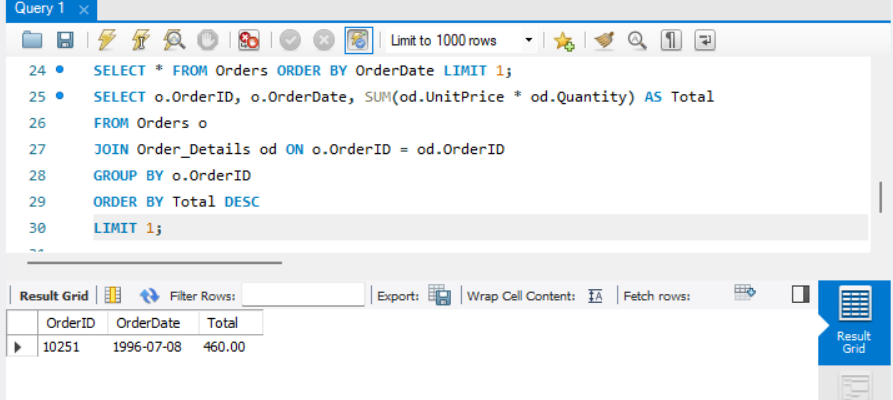 Query 1 ×
Limit to 1000 rows
24 SELECT * FROM Orders ORDER BY OrderDate LIMIT 1;
25 SELECT o.OrderID, o.OrderDate, SUM(od.UnitPrice * od.Quantity) AS Total
26 FROM Orders o
27 JOIN Order_Details od ON o.OrderID = od.OrderID
28 GROUP BY o.OrderID
29 ORDER BY Total DESC
30 LIMIT 1;
Result Grid Filter Rows: Export: Wrap Cell Content: Fetch rows:
OrderID OrderDate Total
10251 1996-07-08 460.00
Result
Grid